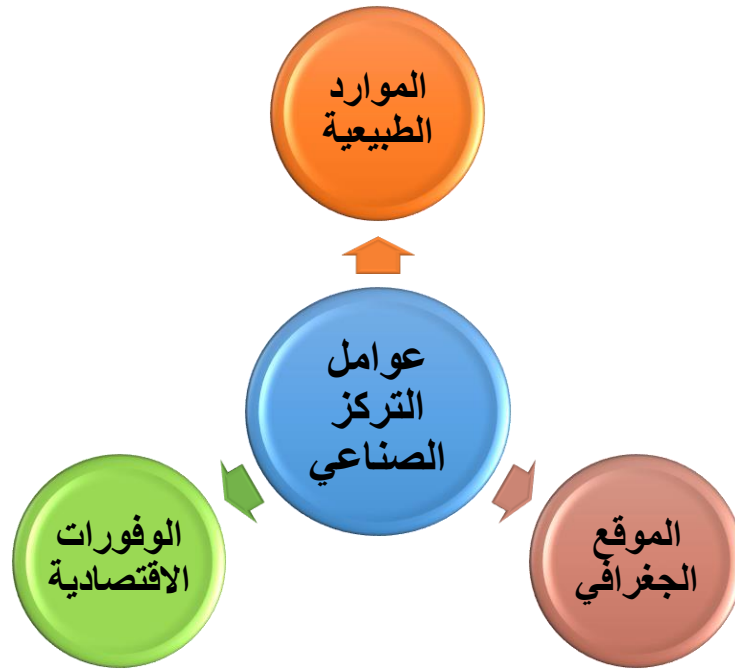 الموارد
الطبيعية
عوامل
التركز
الصناعي
الموقع
الجغرافي
الوفورات
الاقتصادية